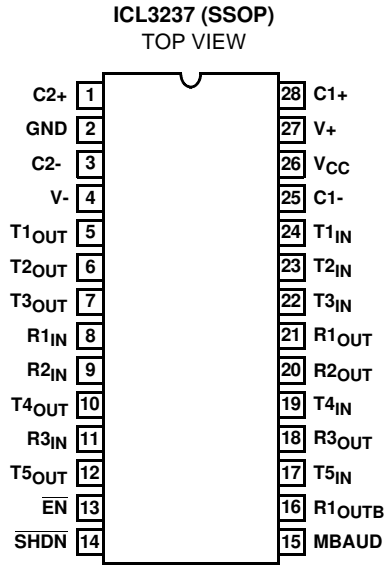 ICL3237 (SSOP)
TOP VIEW
C2+ 1 28 C1+
GND 2 27 V+
C2- 3 26 VCC
V- 4 25 C1-
T1OUT 5 24 T1IN
T2OUT 6 23 T2IN
T3OUT 7 22 T3IN
R1IN 8 21 R1OUT
R2IN 9 20 R2OUT
T4OUT 10 19 T4IN
R3IN 11 18 R3OUT
T5OUT 12 17 T5IN
EN 13 16 R1OUTB
SHDN 14 15 MBAUD